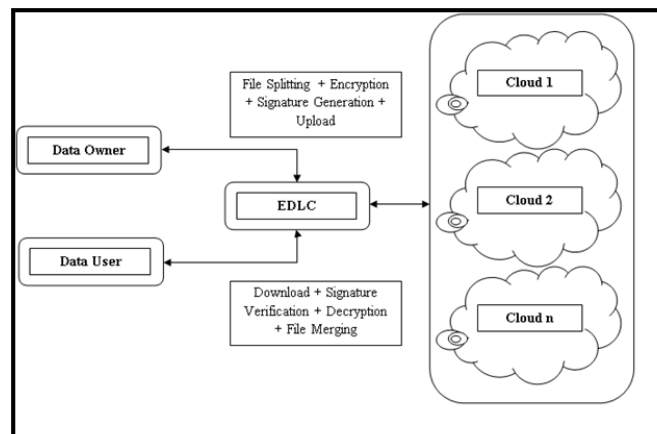 File Splitting + Encryption
+ Signature Generation +
Upload
Cloud 1
Data Owner
EDLC
Cloud 2
Data User
Download + Signature
Verification + Decryption
+ File Merging
Cloud n